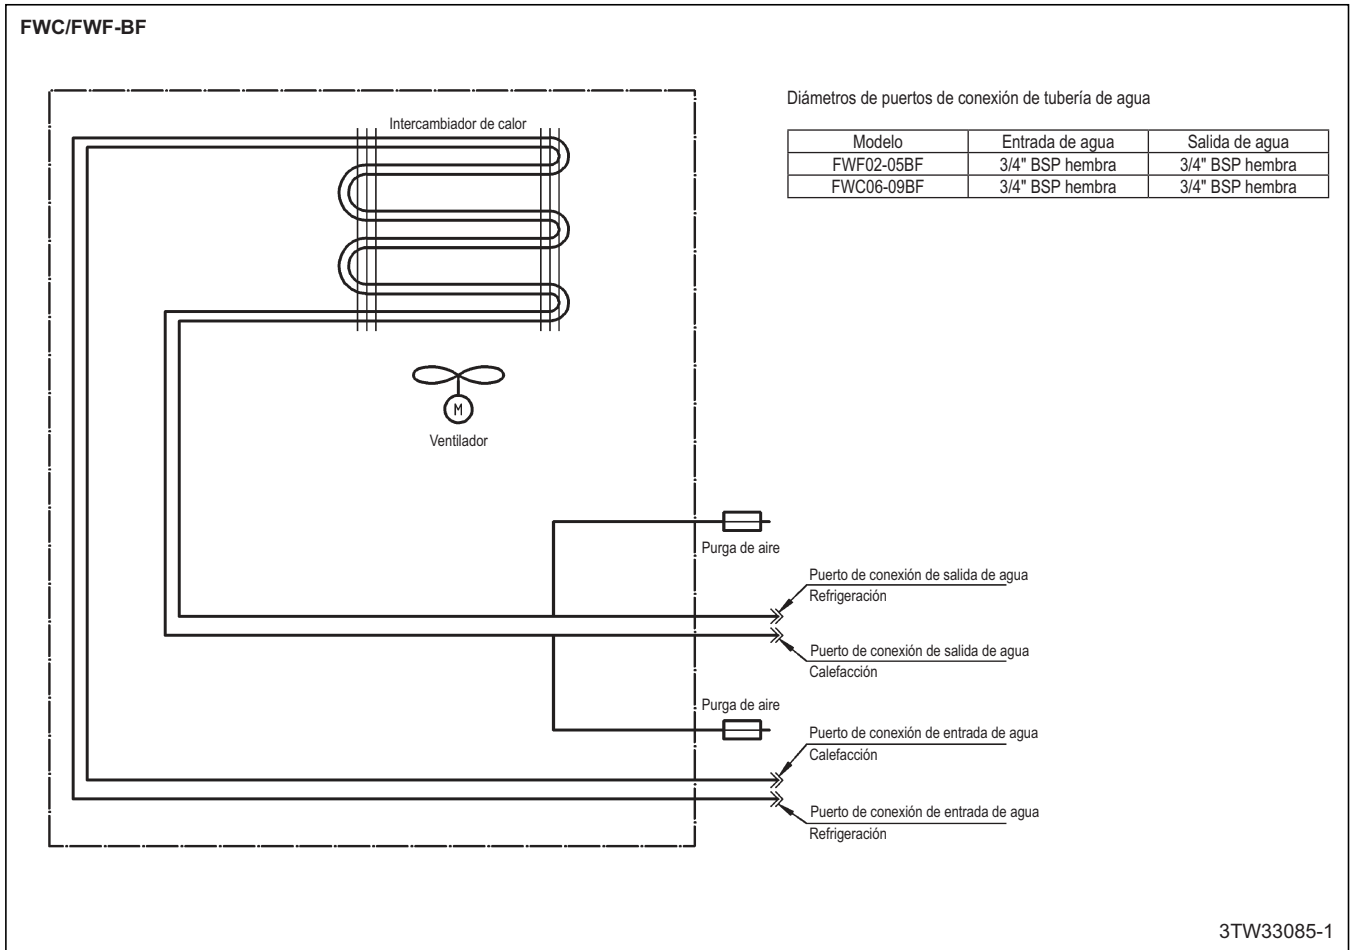 FWC/FWF-BF
Diámetros de puertos de conexión de tubería de agua
Modelo Entrada de agua Salida de agua
FWF02-05BF 3/4" BSP hembra 3/4" BSP hembra
FWC06-09BF 3/4" BSP hembra 3/4" BSP hembra
Intercambiador de calor
M
Ventilador
Purga de aire
Puerto de conexión de salida de agua
Refrigeración
Puerto de conexión de salida de agua
Calefacción
Purga de aire
Puerto de conexión de entrada de agua
Calefacción
Puerto de conexión de entrada de agua
Refrigeración
3TW33085-1